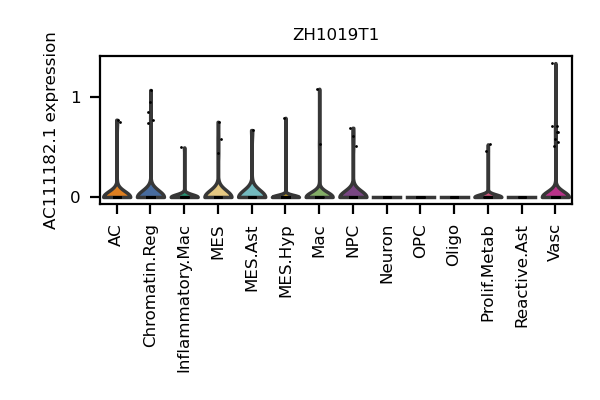 ZH1019T1
AC111182.1 expression
1
0
AC
Chromatin.Reg
Inflammatory.Mac
MES
MES.Ast
MES.Hyp
Mac
NPC
Neuron
OPC
Oligo
Prolif.Metab
Reactive.Ast
Vasc